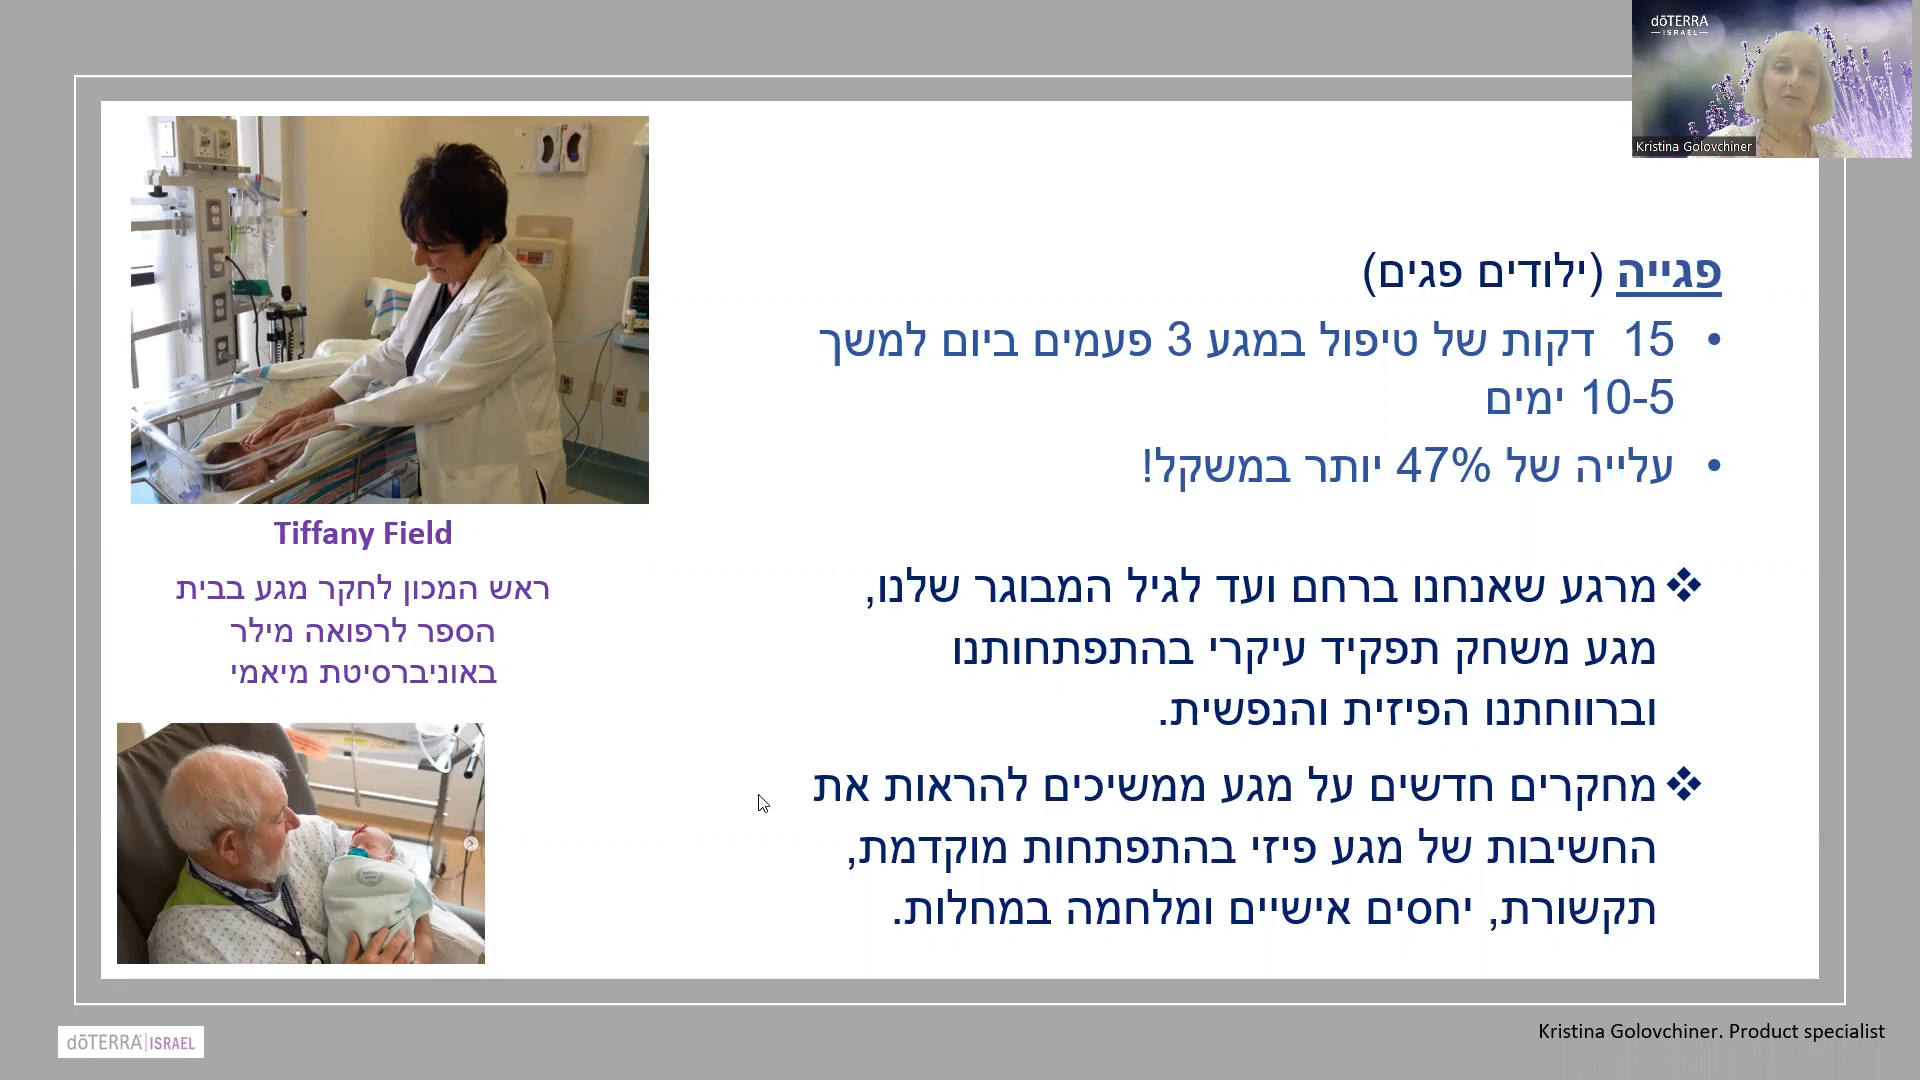 dōTERRA
ISRAEL
Kristina Golovchiner
פגייה (ילודים פגים)
• 15 דקות של טיפול במגע 3 פעמים ביום למשך
10-5 ימים
• עלייה של 47% יותר במשקל!
❖ מרגע שאנחנו ברחם ועד לגיל המבוגר שלנו,
מגע משחק תפקיד עיקרי בהתפתחותנו
וברווחתנו הפיזית והנפשית.
❖ מחקרים חדשים על מגע ממשיכים להראות את
החשיבות של מגע פיזי בהתפתחות מוקדמת,
תקשורת, יחסים אישיים ומלחמה במחלות.
Tiffany Field
ראש המכון לחקר מגע בבית
הספר לרפואה מילר
באוניברסיטת מיאמי
dōTERRA | ISRAEL
Kristina Golovchiner. Product specialist